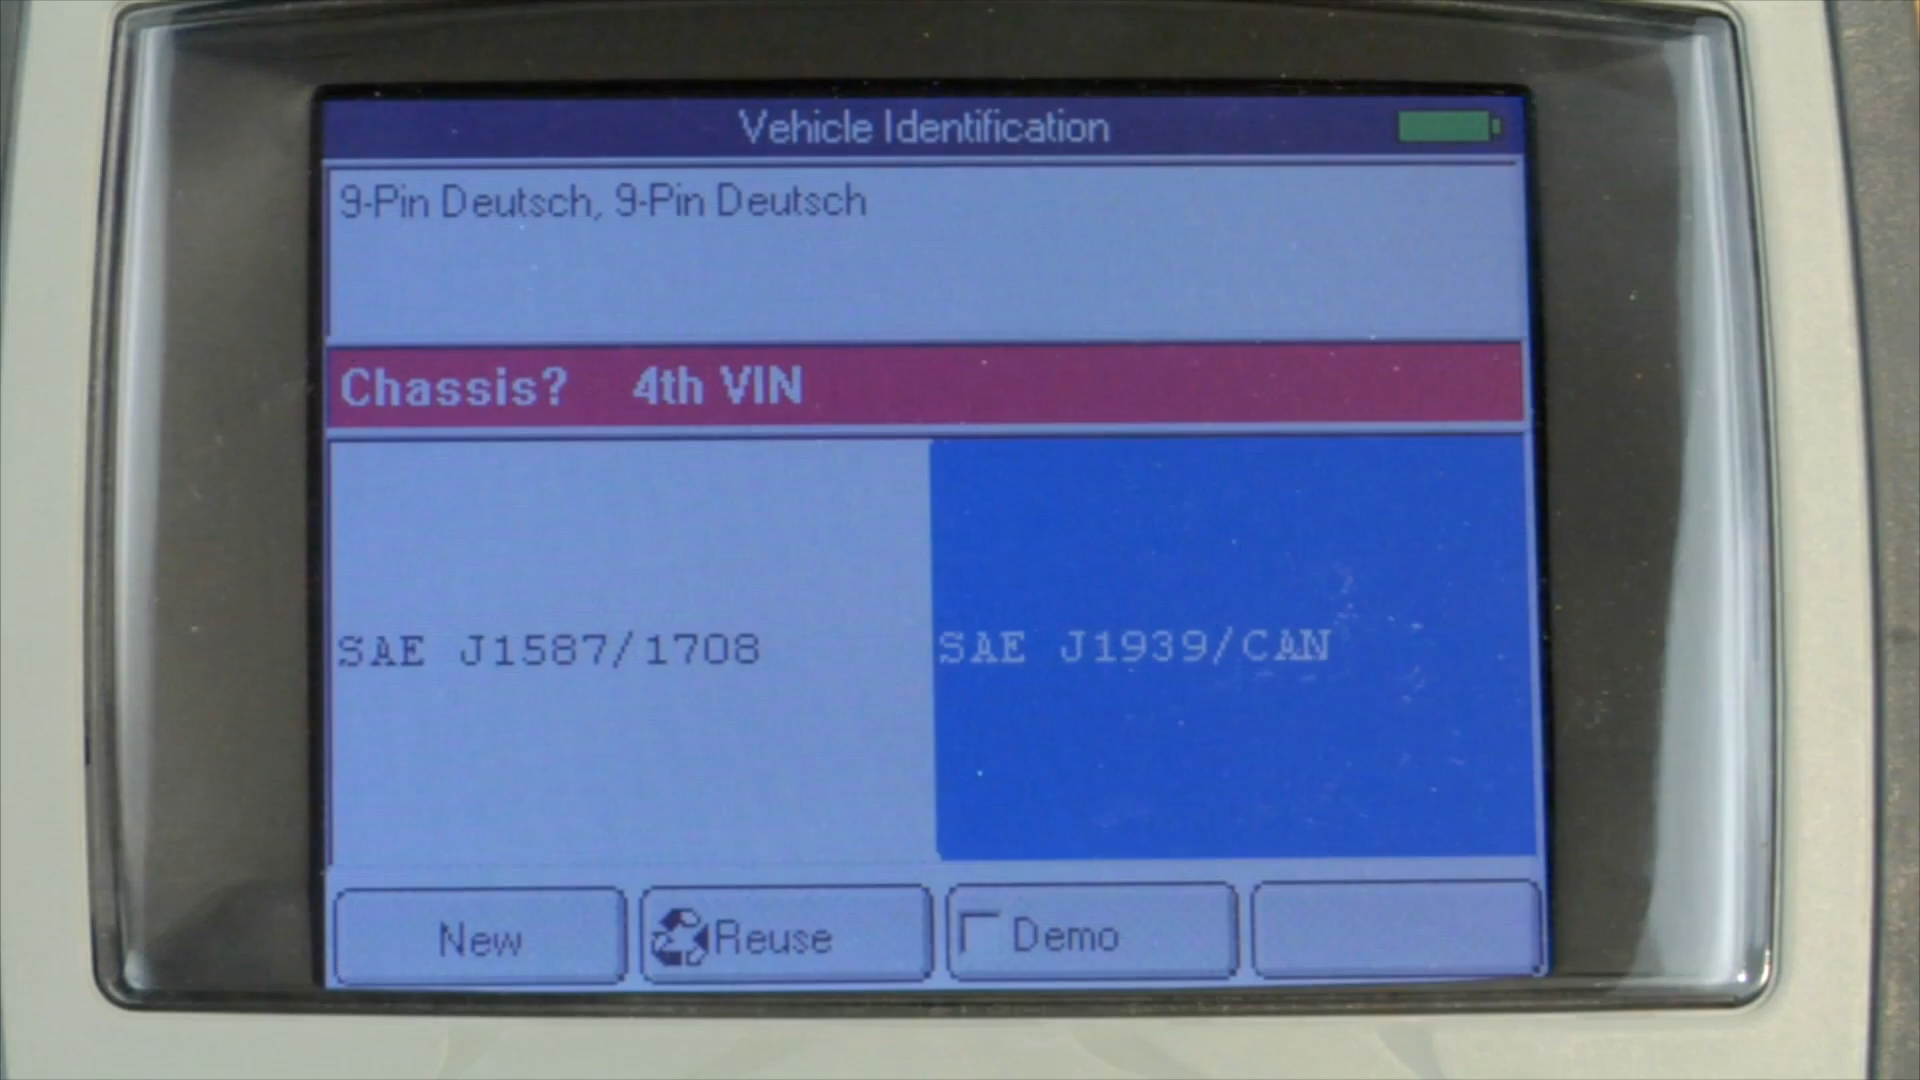 Vehicle Identification
9-Pin Deutsch, 9-Pin Deutsch
Chassis? 4th VIN
SAE J1587/1708
SAE J1939/CAN
New
Reuse
Demo